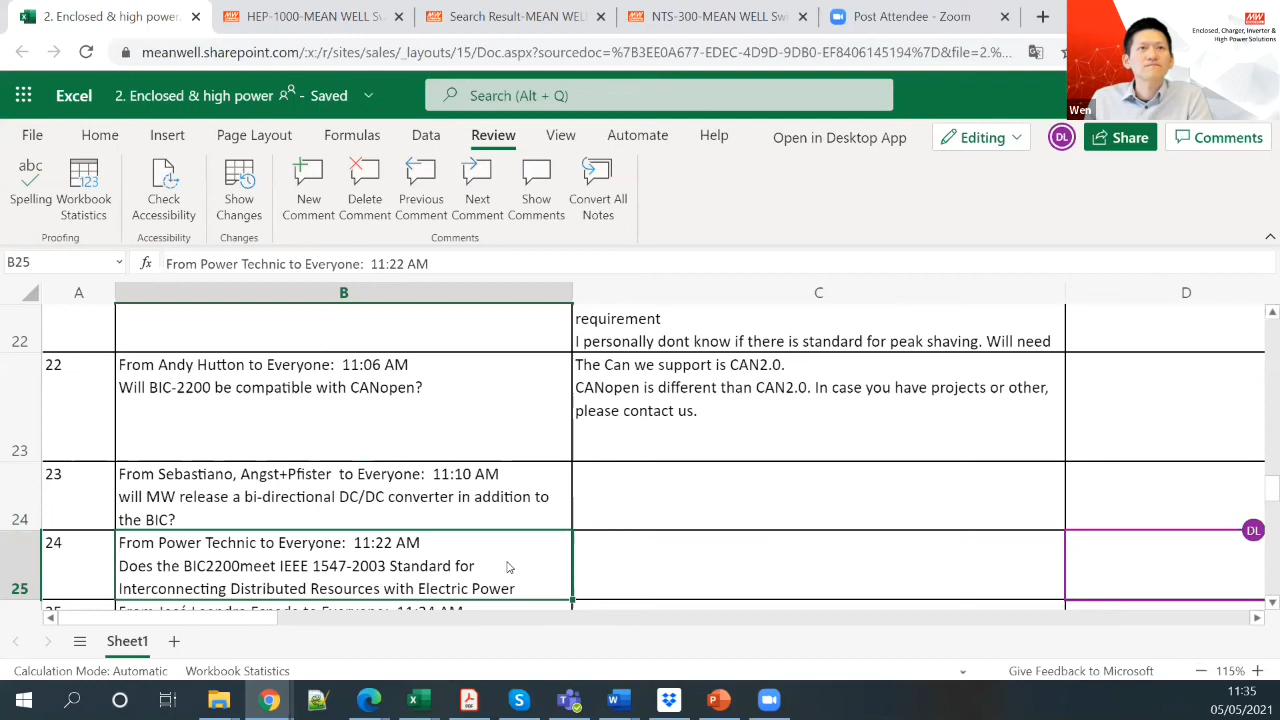 2. Enclosed & high power.
HEP-1000-MEAN WELL Sw
Search Result-MEAN WEL
NTS-300-MEAN WELL Swi
Post Attendee - Zoom
meanwell.sharepoint.com/:x:/r/sites/sales/_layouts/15/Doc.aspx?sourcedoc=%7B3EE0A677-EDEC-4D9D-9DB0-EF8406145194%7D&file=2.%...
Enclosed, Charger, Inverter &
High Power Solutions
Wen
Excel
2. Enclosed & high power - Saved
Search (Alt + Q)
File
Home
Insert
Page Layout
Formulas
Data
Review
View
Automate
Help
Open in Desktop App
Editing
DL
Share
Comments
abc
123
Spelling
Workbook
Statistics
Check
Accessibility
Show
Changes
New
Comment
Delete
Comment
Previous
Comment
Next
Comment
Show
Comments
Convert All
Notes
Proofing
Accessibility
Changes
Comments
B25
fx
From Power Technic to Everyone: 11:22 AM
A
B
C
D
requirement
22
I personally dont know if there is standard for peak shaving. Will need
22
From Andy Hutton to Everyone: 11:06 AM
The Can we support is CAN2.0.
Will BIC-2200 be compatible with CANopen?
CANopen is different than CAN2.0. In case you have projects or other,
please contact us.
23
23
From Sebastiano, Angst+Pfister to Everyone: 11:10 AM
will MW release a bi-directional DC/DC converter in addition to
24
the BIC?
DL
24
From Power Technic to Everyone: 11:22 AM
Does the BIC2200meet IEEE 1547-2003 Standard for
25
Interconnecting Distributed Resources with Electric Power
Sheet1
Calculation Mode: Automatic
Workbook Statistics
Give Feedback to Microsoft
115%
11:35
05/05/2021